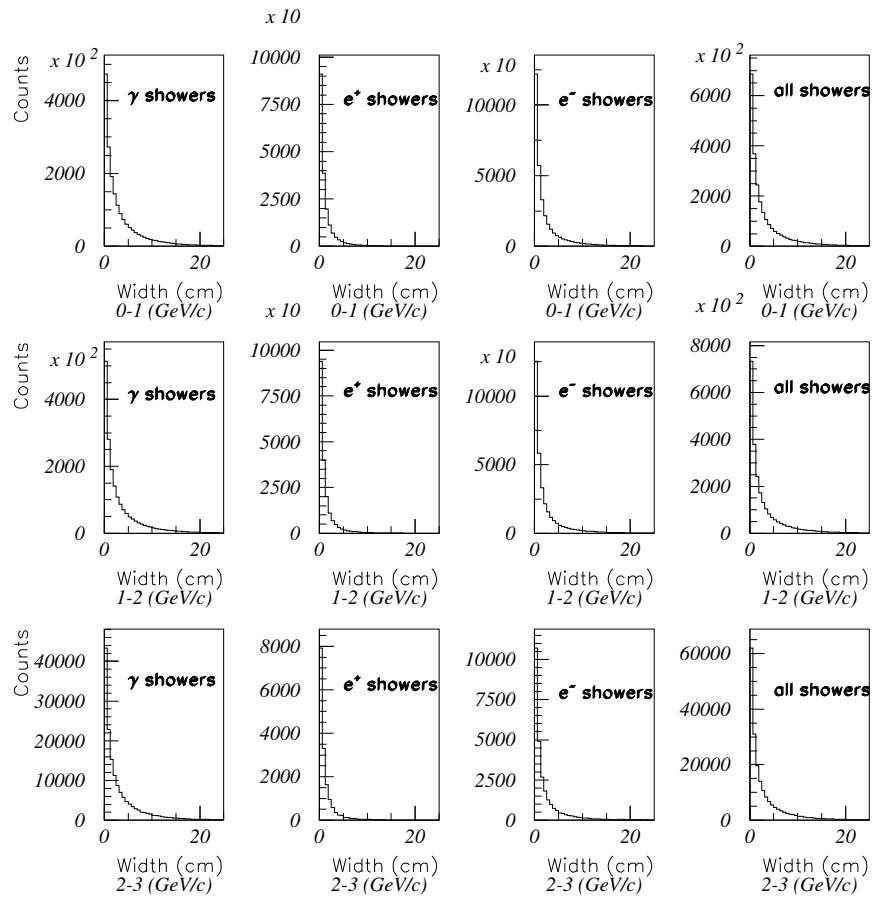 x 10
x 10 2
Counts
γ showers
4000
2000
0
0
20
Width (cm)
0-1 (GeV/c)
10000
e+ showers
7500
5000
2500
0
0
20
Width (cm)
0-1 (GeV/c)
x 10
e- showers
10000
5000
0
0
20
Width (cm)
0-1 (GeV/c)
x 10 2
all showers
6000
4000
2000
0
0
20
Width (cm)
0-1 (GeV/c)
Counts
x 10 2
γ showers
4000
2000
0
0
20
Width (cm)
1-2 (GeV/c)
x 10
10000
e+ showers
7500
5000
2500
0
0
20
Width (cm)
1-2 (GeV/c)
x 10
e- showers
10000
5000
0
0
20
Width (cm)
1-2 (GeV/c)
x 10 2
8000
all showers
6000
4000
2000
0
0
20
Width (cm)
1-2 (GeV/c)
Counts
40000
γ showers
30000
20000
10000
0
0
20
Width (cm)
2-3 (GeV/c)
8000
e+ showers
6000
4000
2000
0
0
20
Width (cm)
2-3 (GeV/c)
10000
e- showers
7500
5000
2500
0
0
20
Width (cm)
2-3 (GeV/c)
60000
all showers
40000
20000
0
0
20
Width (cm)
2-3 (GeV/c)